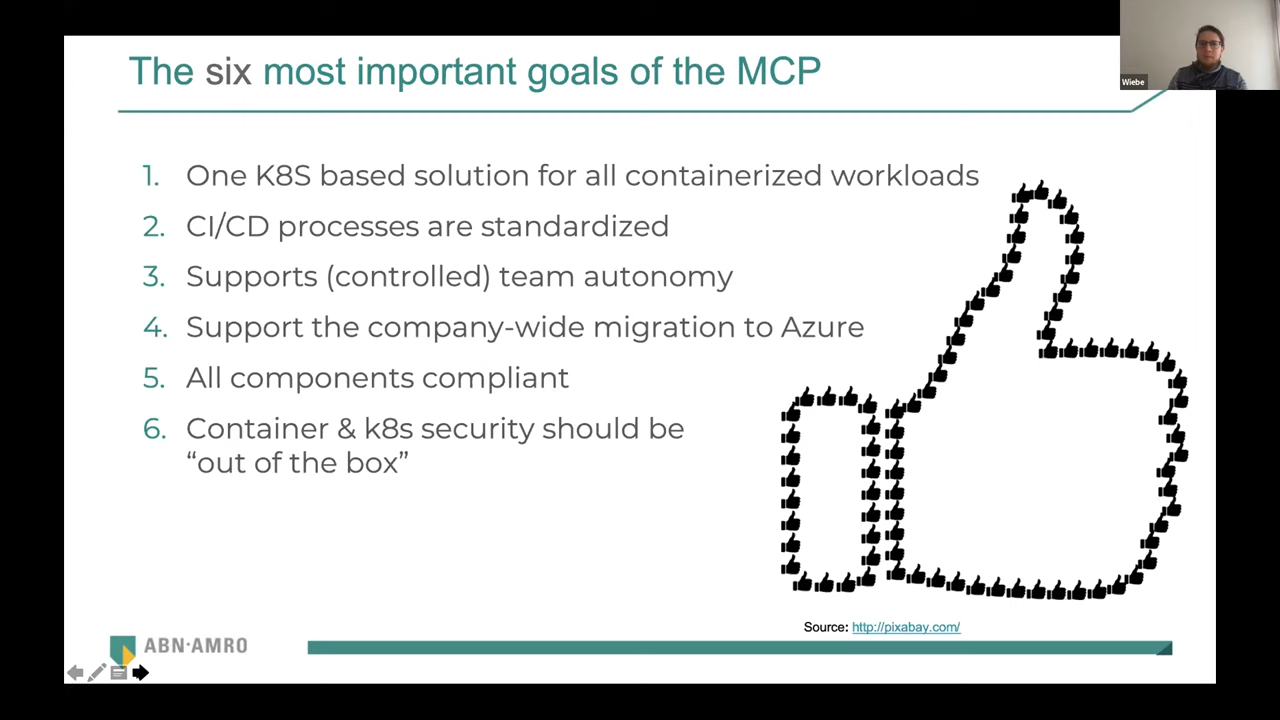 The six most important goals of the MCP
Wiebe
1. One K8S based solution for all containerized workloads
2. CI/CD processes are standardized
3. Supports (controlled) team autonomy
4. Support the company-wide migration to Azure
5. All components compliant
6. Container & k8s security should be
“out of the box”
Source: http://pixabay.com/
ABN·AMRO